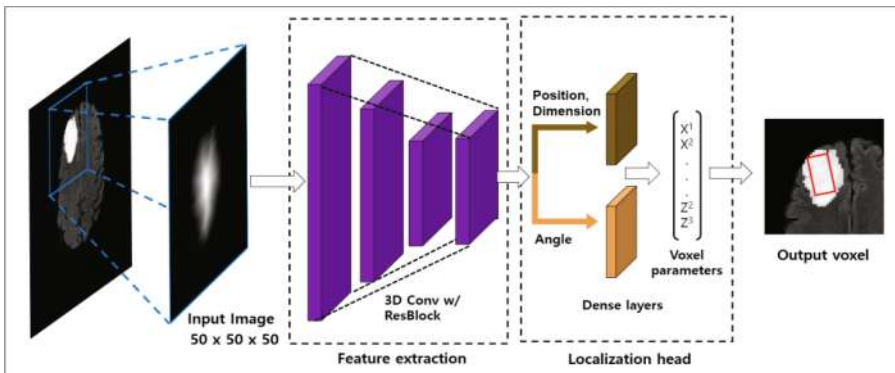 Input Image
50 x 50 x 50
3D Conv w/
ResBlock
Feature extraction
Position,
Dimension
Angle
Dense layers
X¹
X²
.
.
.
Z²
Z³
Voxel
parameters
Localization head
Output voxel